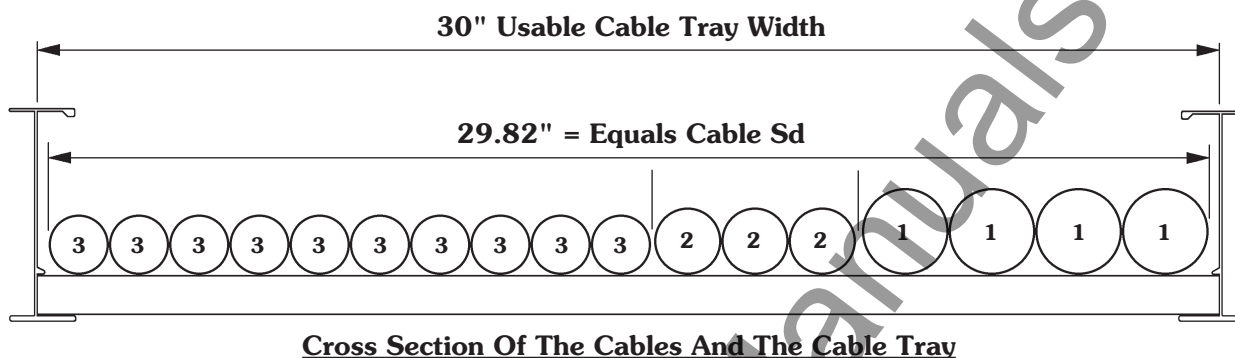 30" Usable Cable Tray Width
29.82" = Equals Cable Sd
3 3 3 3 3 3 3 3 3 3 2 2 2 1 1 1 1
Cross Section Of The Cables And The Cable Tray